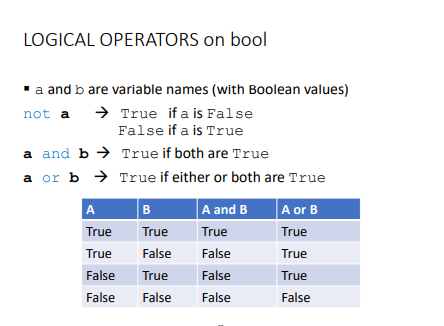 LOGICAL OPERATORS on bool
▪ a and b are variable names (with Boolean values)
not a → True if a is False
False if a is True
a and b → True if both are True
a or b → True if either or both are True
A B A and B A or B
True True True True
True False False True
False True False True
False False False False